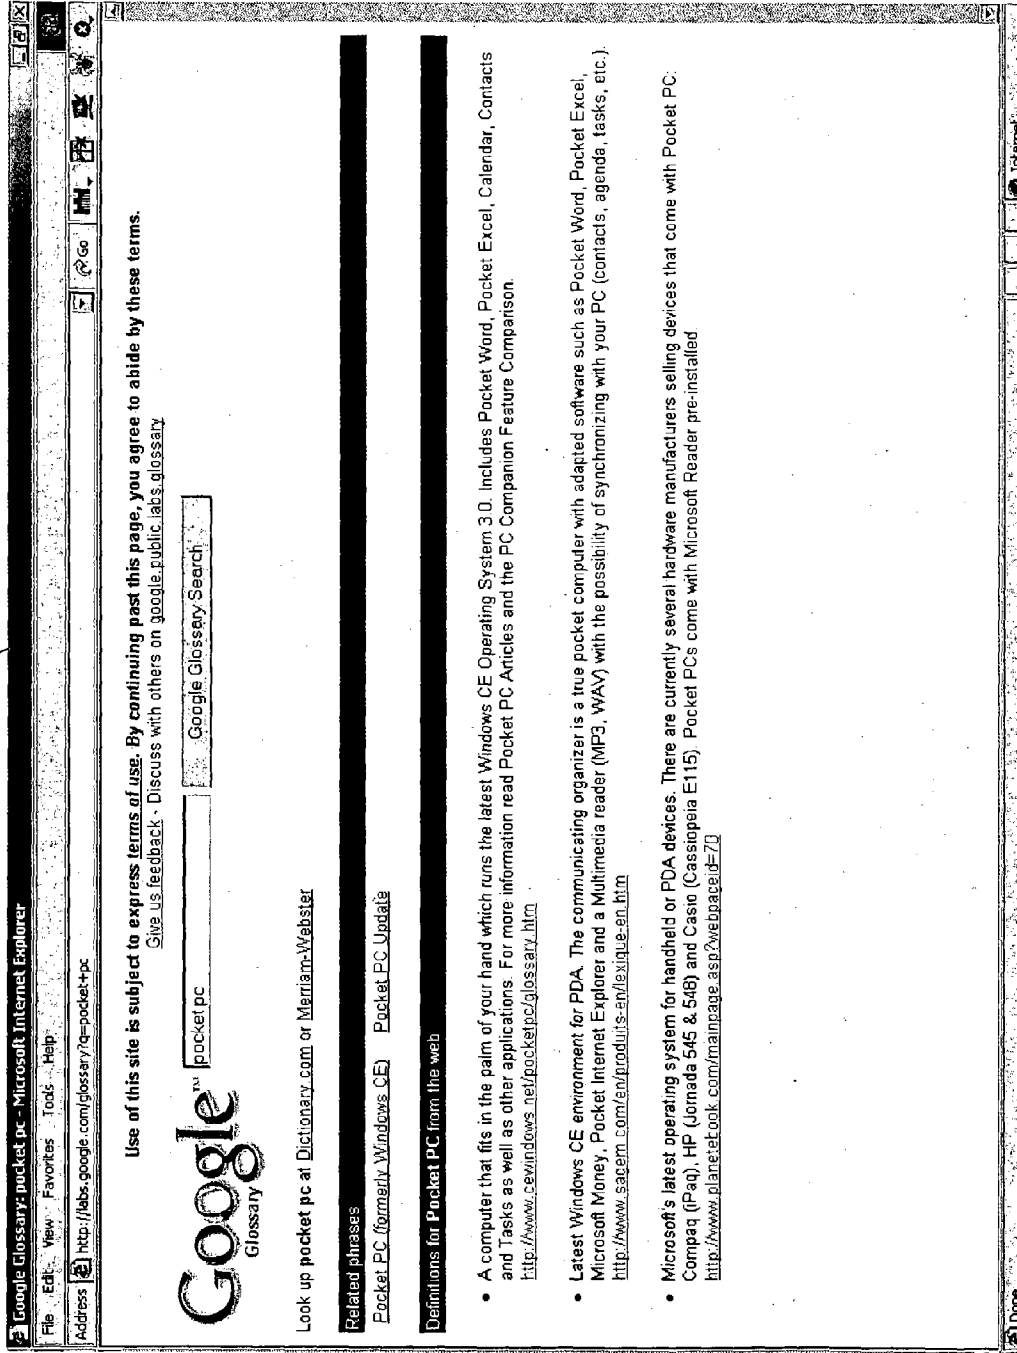 Google Glossary: pocket pc - Microsoft Internet Explorer
File Edit View Favorites Tools Help
Address http://labs.google.com/glossary?q=pocket+pc Go
Use of this site is subject to express terms of use. By continuing past this page, you agree to abide by these terms.
Give us feedback - Discuss with others on google.public.labs.glossary
Google™
Glossary
pocket pc
Google Glossary Search
Look up pocket pc at Dictionary.com or Merriam-Webster
Related phrases
Pocket PC (formerly Windows CE) Pocket PC Update
Definitions for Pocket PC from the web
• A computer that fits in the palm of your hand which runs the latest Windows CE Operating System 3.0. Includes Pocket Word, Pocket Excel, Calendar, Contacts
and Tasks as well as other applications. For more information read Pocket PC Articles and the PC Companion Feature Comparison.
http://www.cewindows.net/pocketpc/glossary.htm
• Latest Windows CE environment for PDA. The communicating organizer is a true pocket computer with adapted software such as Pocket Word, Pocket Excel,
Microsoft Money, Pocket Internet Explorer and a Multimedia reader (MP3, WAV) with the possibility of synchronizing with your PC (contacts, agenda, tasks, etc.).
http://www.sagem.com/en/produits-en/lexique-en.htm
• Microsoft's latest operating system for handheld or PDA devices. There are currently several hardware manufacturers selling devices that come with Pocket PC:
Compaq (iPaq), HP (Jornada 545 & 548) and Casio (Cassiopeia E115). Pocket PCs come with Microsoft Reader pre-installed
http://www.planetebook.com/mainpage.asp?webpageid=70
Done Internet